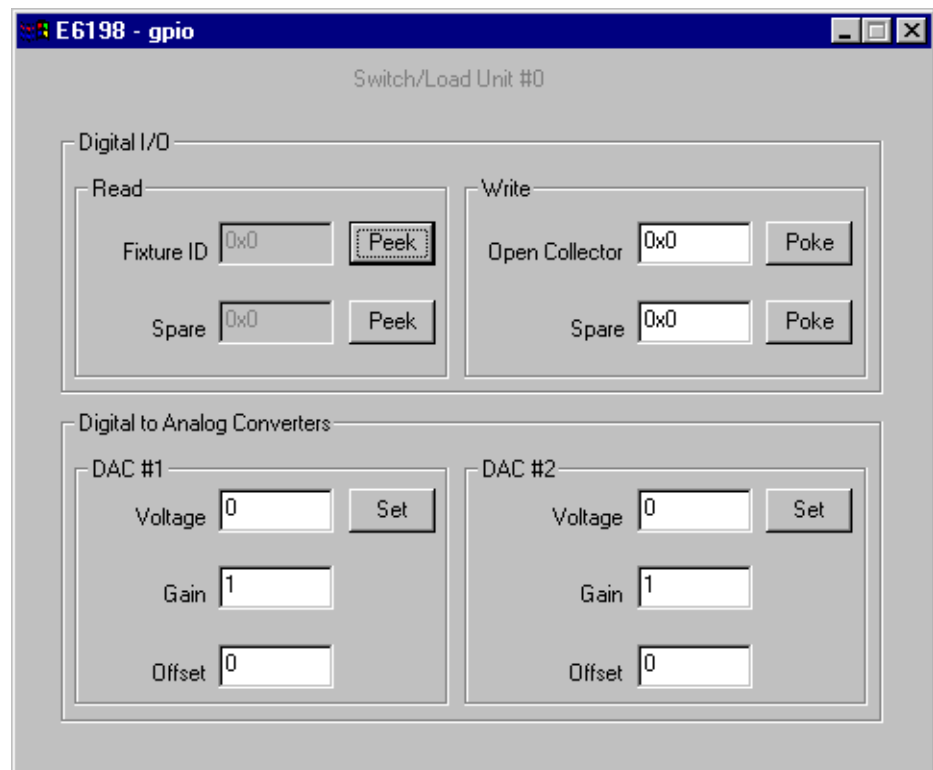 E6198 - gpio
Switch/Load Unit #0
Digital I/O
Read
Write
Fixture ID 0x0 Peek
Open Collector 0x0 Poke
Spare 0x0 Peek
Spare 0x0 Poke
Digital to Analog Converters
DAC #1
DAC #2
Voltage 0 Set
Voltage 0 Set
Gain 1
Gain 1
Offset 0
Offset 0